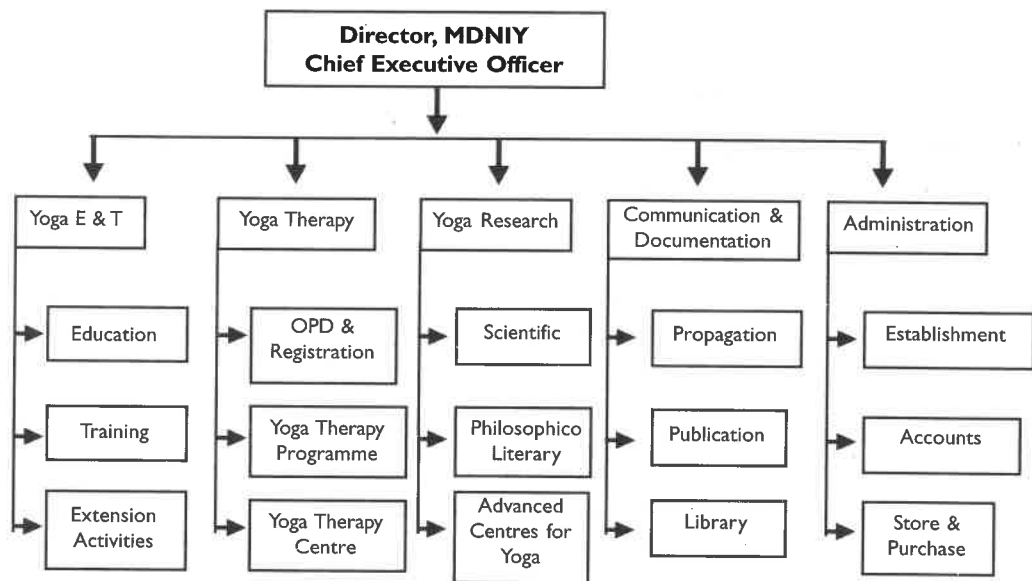 Director, MDNIY
Chief Executive Officer
Yoga E & T
Yoga Therapy
Yoga Research
Communication &
Documentation
Administration
Education
Training
Extension
Activities
OPD &
Registration
Yoga Therapy
Programme
Yoga Therapy
Centre
Scientific
Philosophico
Literary
Advanced
Centres for
Yoga
Propagation
Publication
Library
Establishment
Accounts
Store &
Purchase